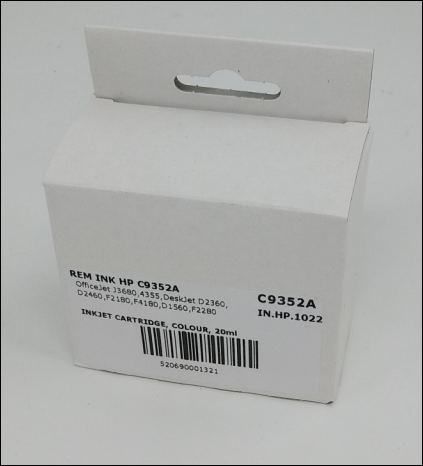 REM INK HP C9352A
OfficeJet J3680,4355,DeskJet D2360,
D2460,F2180,F4180,D1560,F2280
C9352A
IN.HP.1022
INKJET CARTRIDGE, COLOUR, 20ml
520690001321